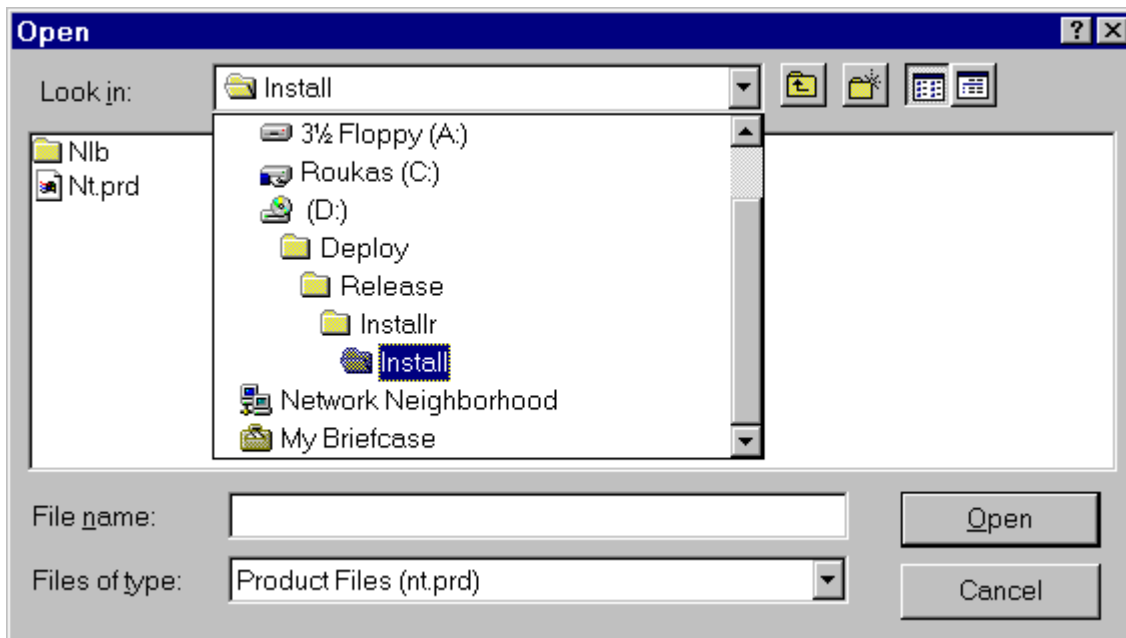 Open
Look in: Install
3½ Floppy (A:)
Nlb
Roukas (C:)
Nt.prd
(D:)
Deploy
Release
Installr
Install
Network Neighborhood
My Briefcase
File name:
Open
Files of type: Product Files (nt.prd)
Cancel